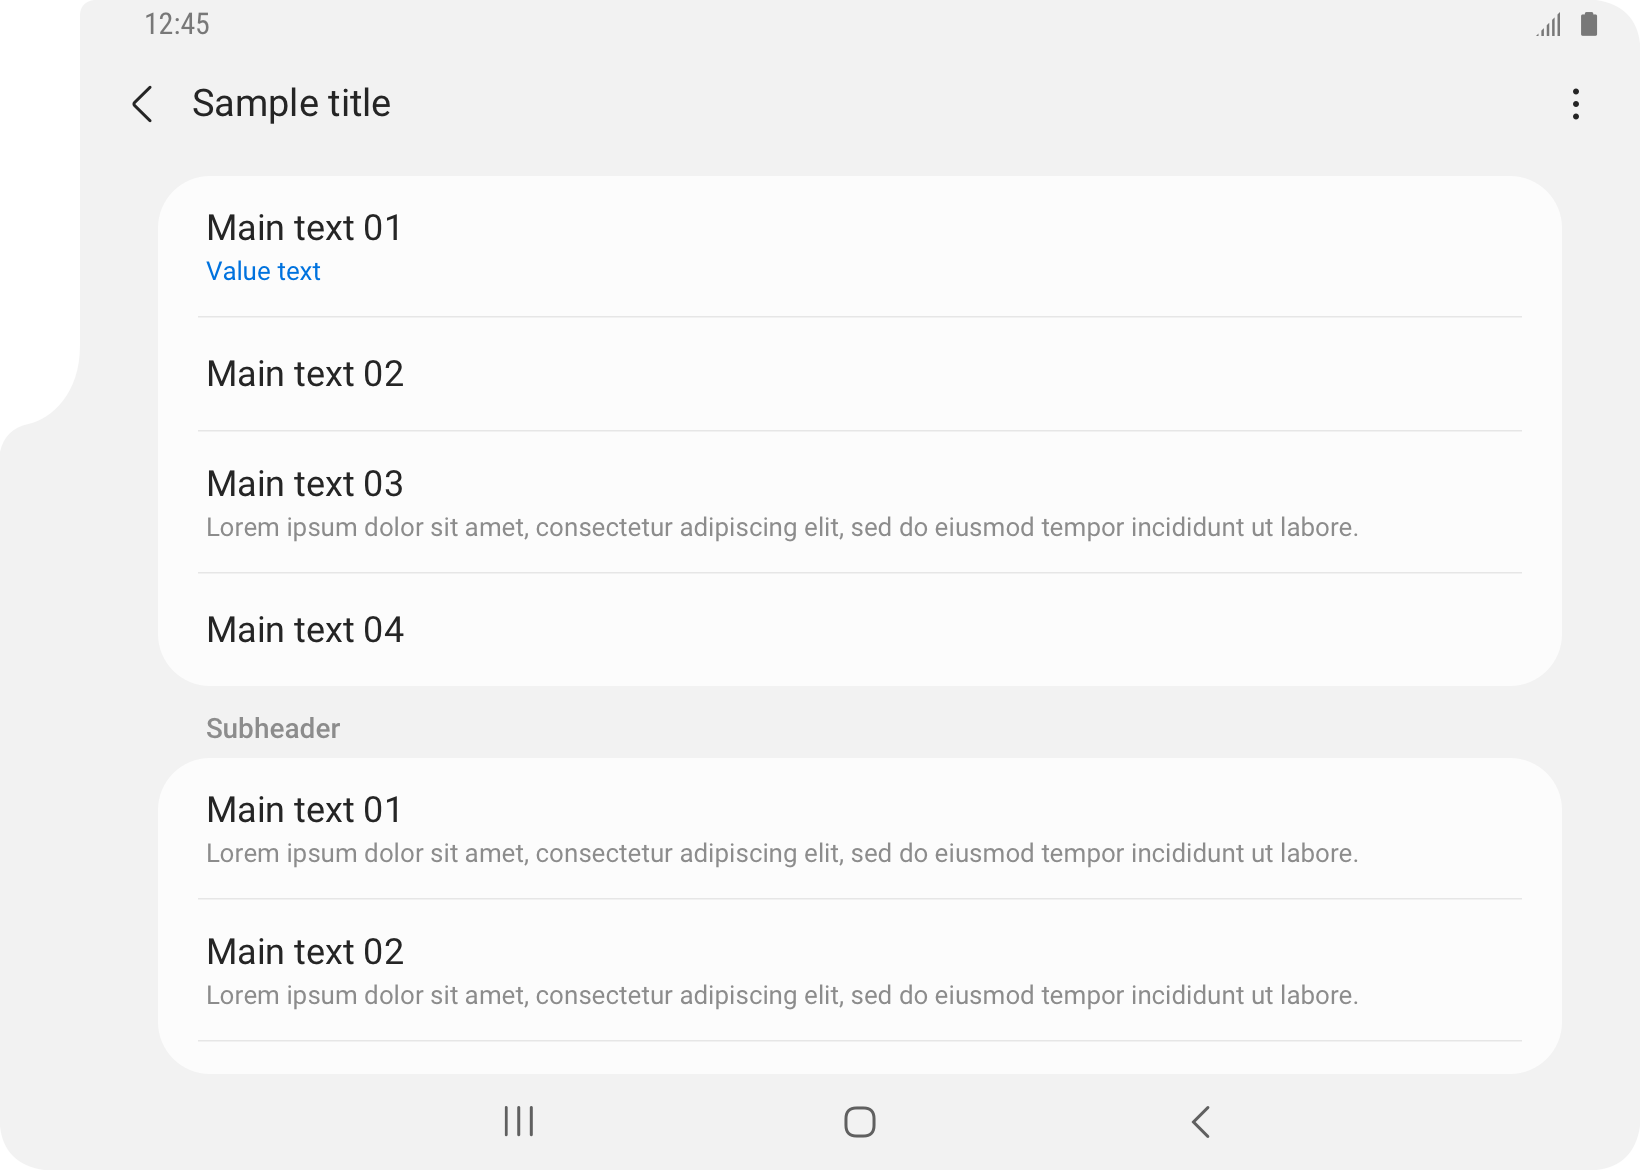 12:45
Sample title
Main text 01
Value text
Main text 02
Main text 03
Lorem ipsum dolor sit amet, consectetur adipiscing elit, sed do eiusmod tempor incididunt ut labore.
Main text 04
Subheader
Main text 01
Lorem ipsum dolor sit amet, consectetur adipiscing elit, sed do eiusmod tempor incididunt ut labore.
Main text 02
Lorem ipsum dolor sit amet, consectetur adipiscing elit, sed do eiusmod tempor incididunt ut labore.